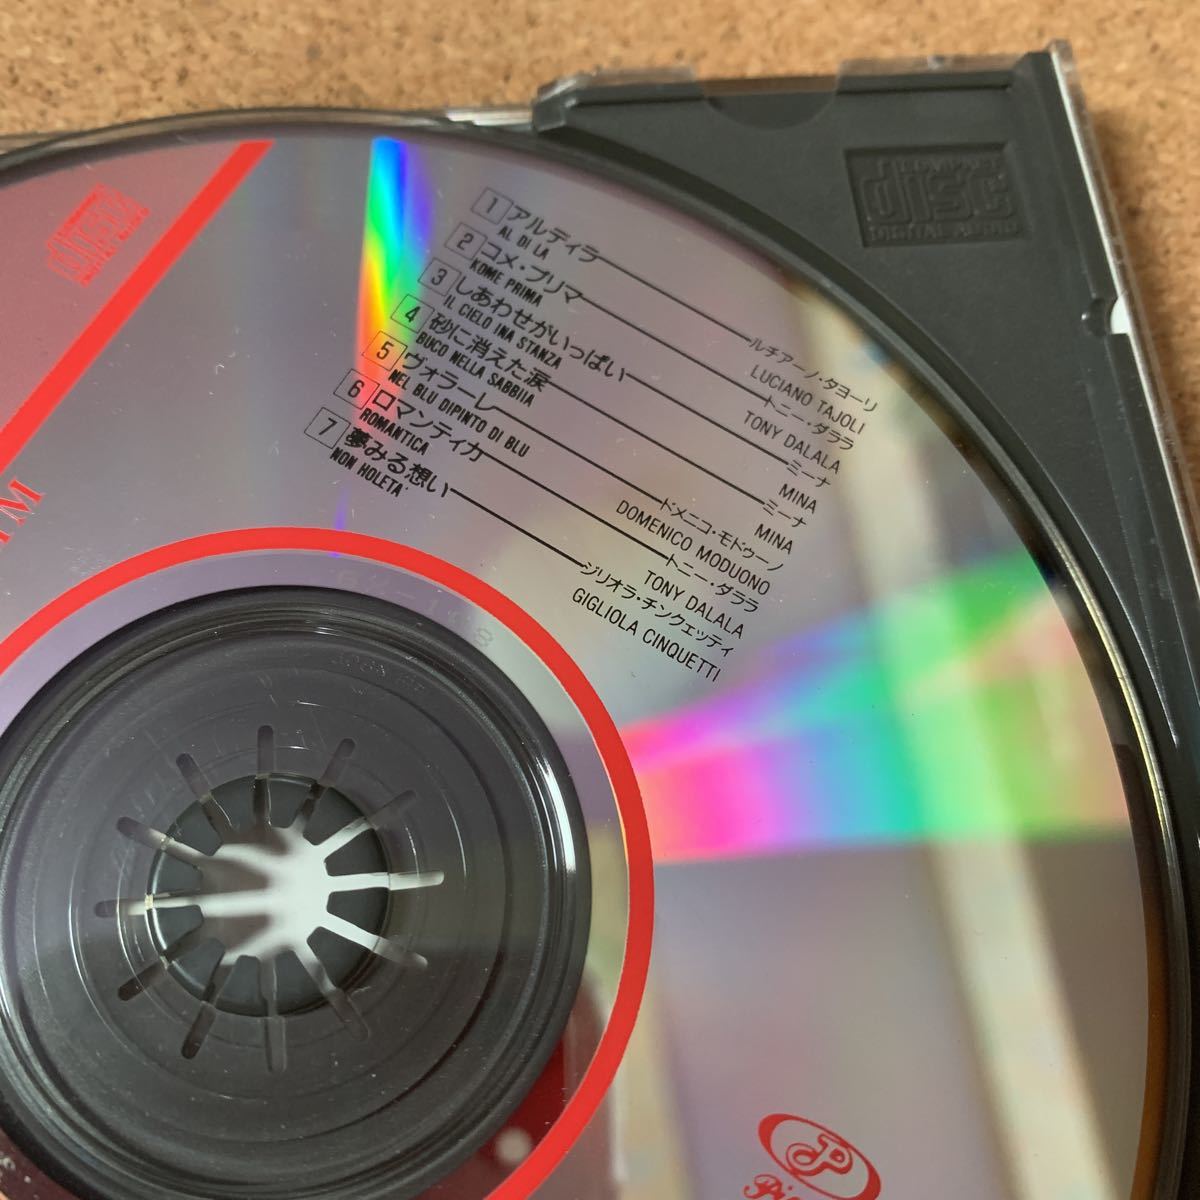 1 アルディラ ルチアーノ・タヨーリ
AL DI LA LUCIANO TAJOLI
2 コメ・プリマ トニー・ダララ
KOME PRIMA TONY DALALA
3 しあわせがいっぱい ミーナ
IL CIELO INA STANZA MINA
4 砂に消えた涙 ミーナ
BUCO NELLA SABBIIA MINA
5 ヴォラーレ ドメニコ・モドゥーノ
NEL BLU DIPINTO DI BLU DOMENICO MODUONO
6 ロマンティカ トニー・ダララ
ROMANTICA TONY DALALA
7 夢みる想い ジリオラ・チンクェッティ
NON HOLETA' GIGLIOLA CINQUETTI
COMPACT
disc
DIGITAL AUDIO
COMPACT
disc
DIGITAL AUDIO